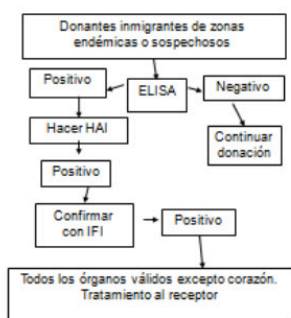 Donantes inmigrantes de zonas
endémicas o sospechosos
Positivo
ELISA
Negativo
Hacer HAI
Continuar
donación
Positivo
Confirmar
con IFI
Positivo
Todos los órganos válidos excepto corazón.
Tratamiento al receptor